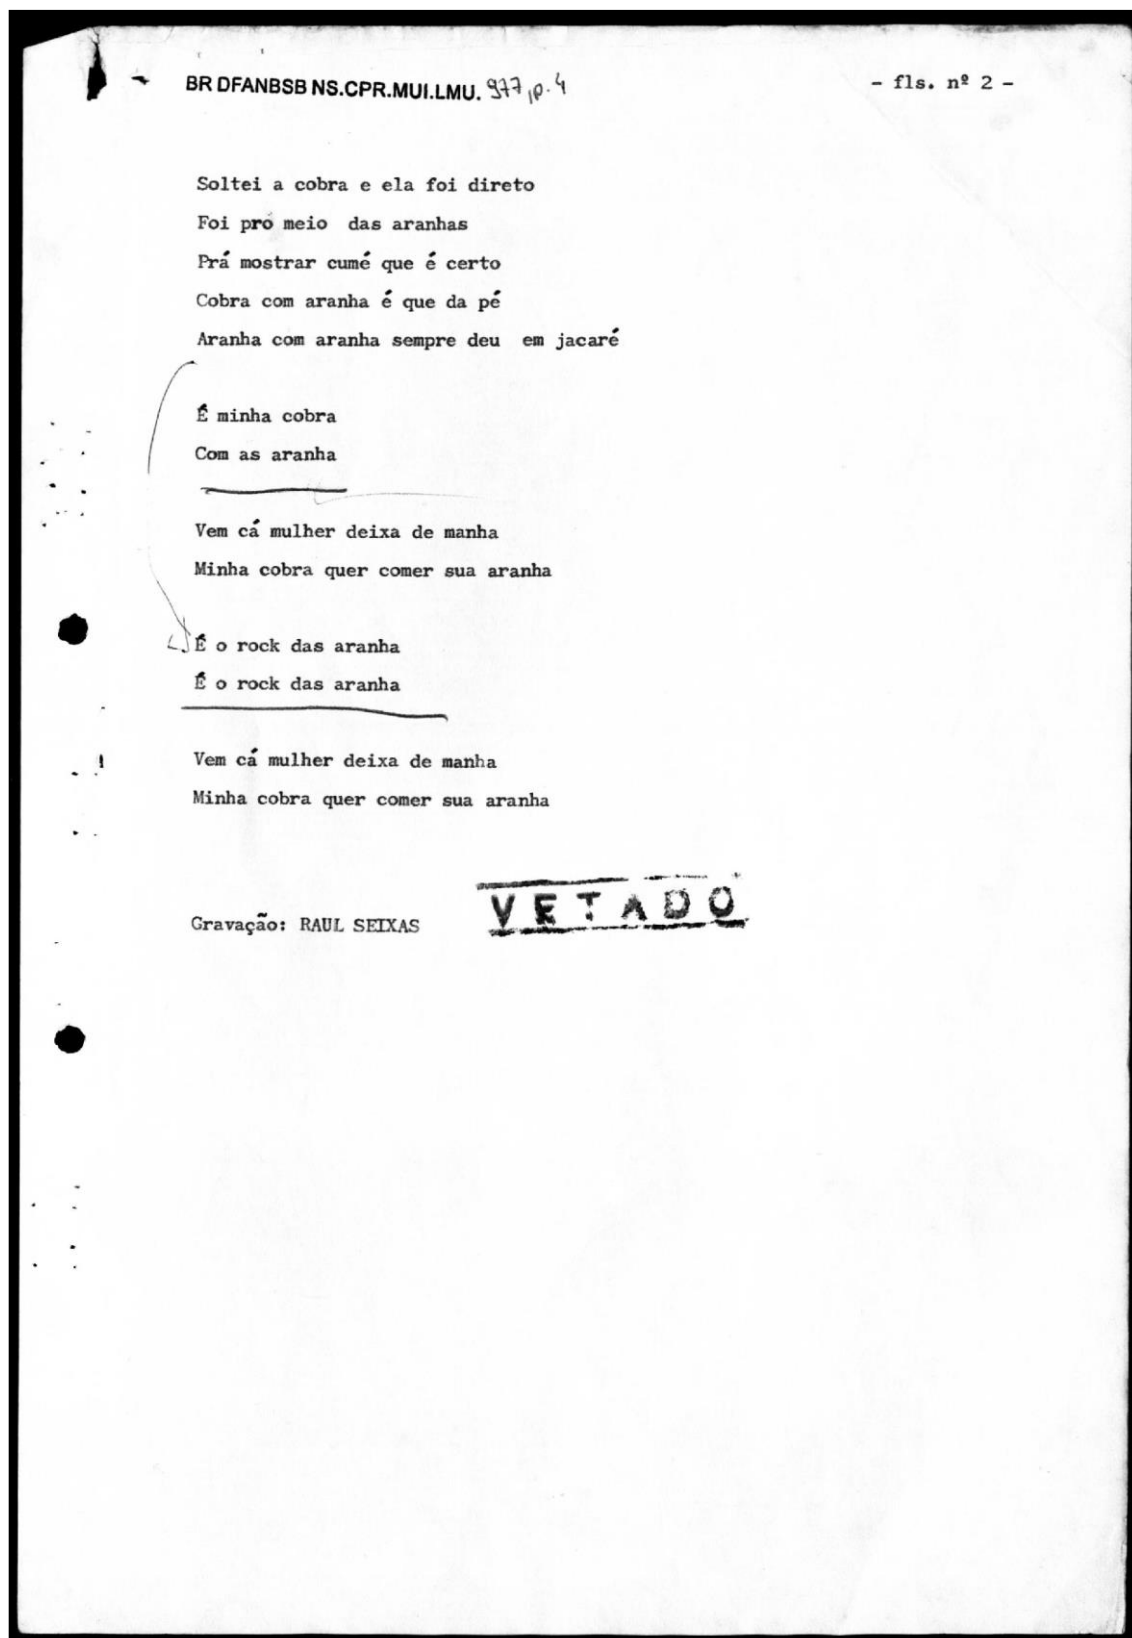 BR DFANBSB NS.CPR.MUI.LMU. 977, p. 4
- fls. nº 2 -
Soltei a cobra e ela foi direto
Foi pró meio das aranhas
Prá mostrar cumé que é certo
Cobra com aranha é que da pé
Aranha com aranha sempre deu em jacaré
É minha cobra
Com as aranha
Vem cá mulher deixa de manha
Minha cobra quer comer sua aranha
É o rock das aranha
É o rock das aranha
Vem cá mulher deixa de manha
Minha cobra quer comer sua aranha
Gravação: RAUL SEIXAS
VETADO